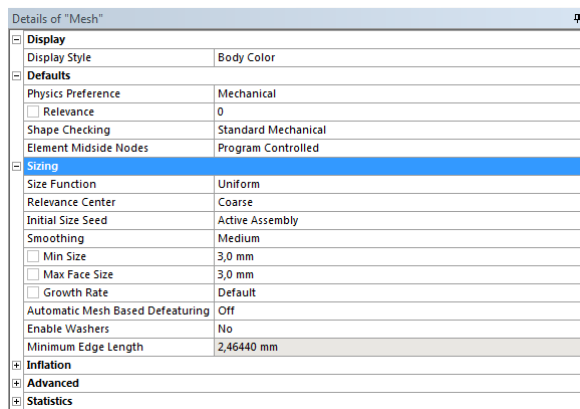 Details of "Mesh"
Display
Display Style Body Color
Defaults
Physics Preference Mechanical
Relevance 0
Shape Checking Standard Mechanical
Element Midside Nodes Program Controlled
Sizing
Size Function Uniform
Relevance Center Coarse
Initial Size Seed Active Assembly
Smoothing Medium
Min Size 3,0 mm
Max Face Size 3,0 mm
Growth Rate Default
Automatic Mesh Based Defeaturing Off
Enable Washers No
Minimum Edge Length 2,46440 mm
Inflation
Advanced
Statistics